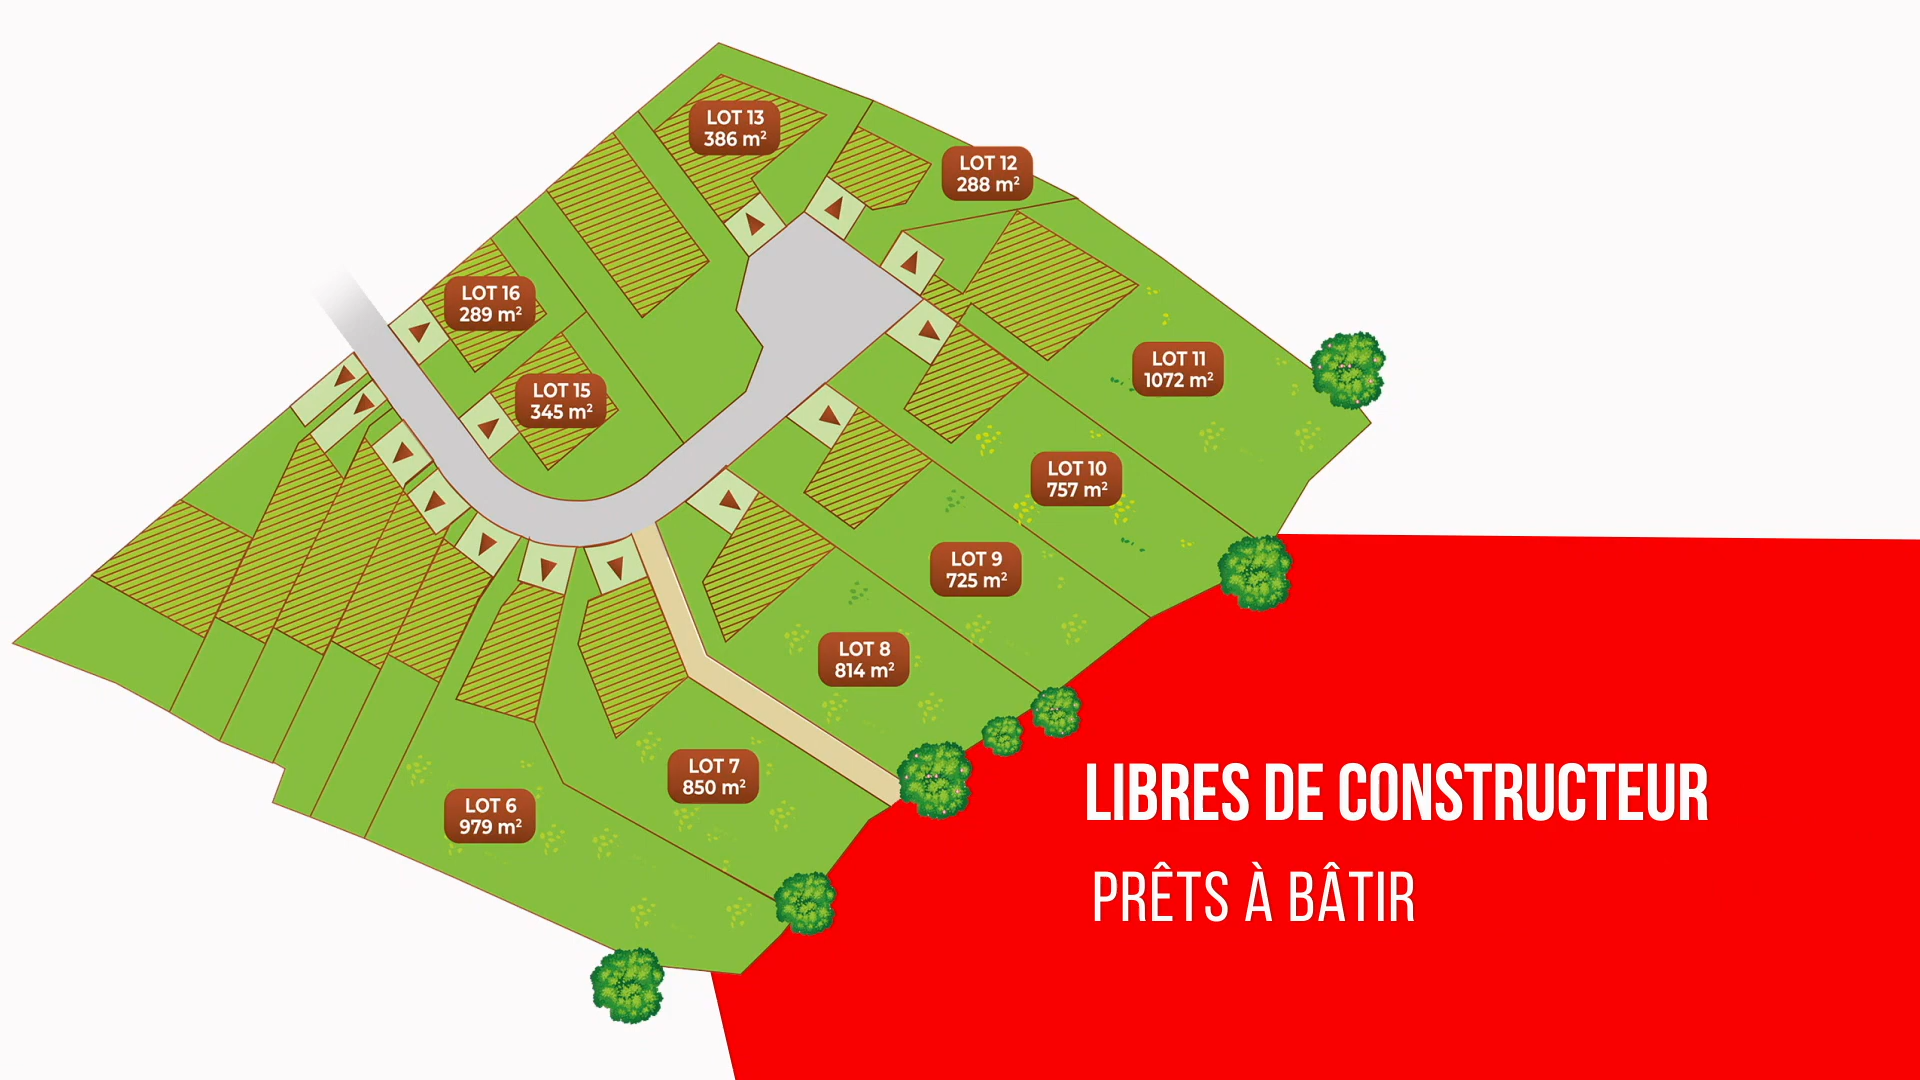 LOT 13
386 m²
LOT 12
288 m²
LOT 16
289 m²
LOT 15
345 m²
LOT 11
1072 m²
LOT 10
757 m²
LOT 9
725 m²
LOT 8
814 m²
LOT 7
850 m²
LOT 6
979 m²
LIBRES DE CONSTRUCTEUR
PRÊTS À BÂTIR